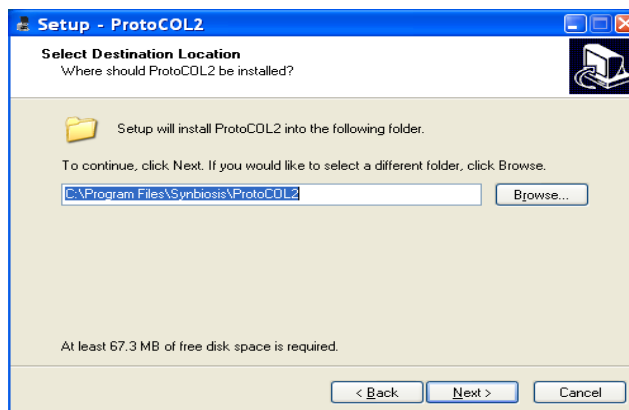 Setup - ProtoCOL2
Select Destination Location
Where should ProtoCOL2 be installed?
Setup will install ProtoCOL2 into the following folder.
To continue, click Next. If you would like to select a different folder, click Browse.
C:\Program Files\Synbiosis\ProtoCOL2
Browse...
At least 67.3 MB of free disk space is required.
< Back
Next >
Cancel